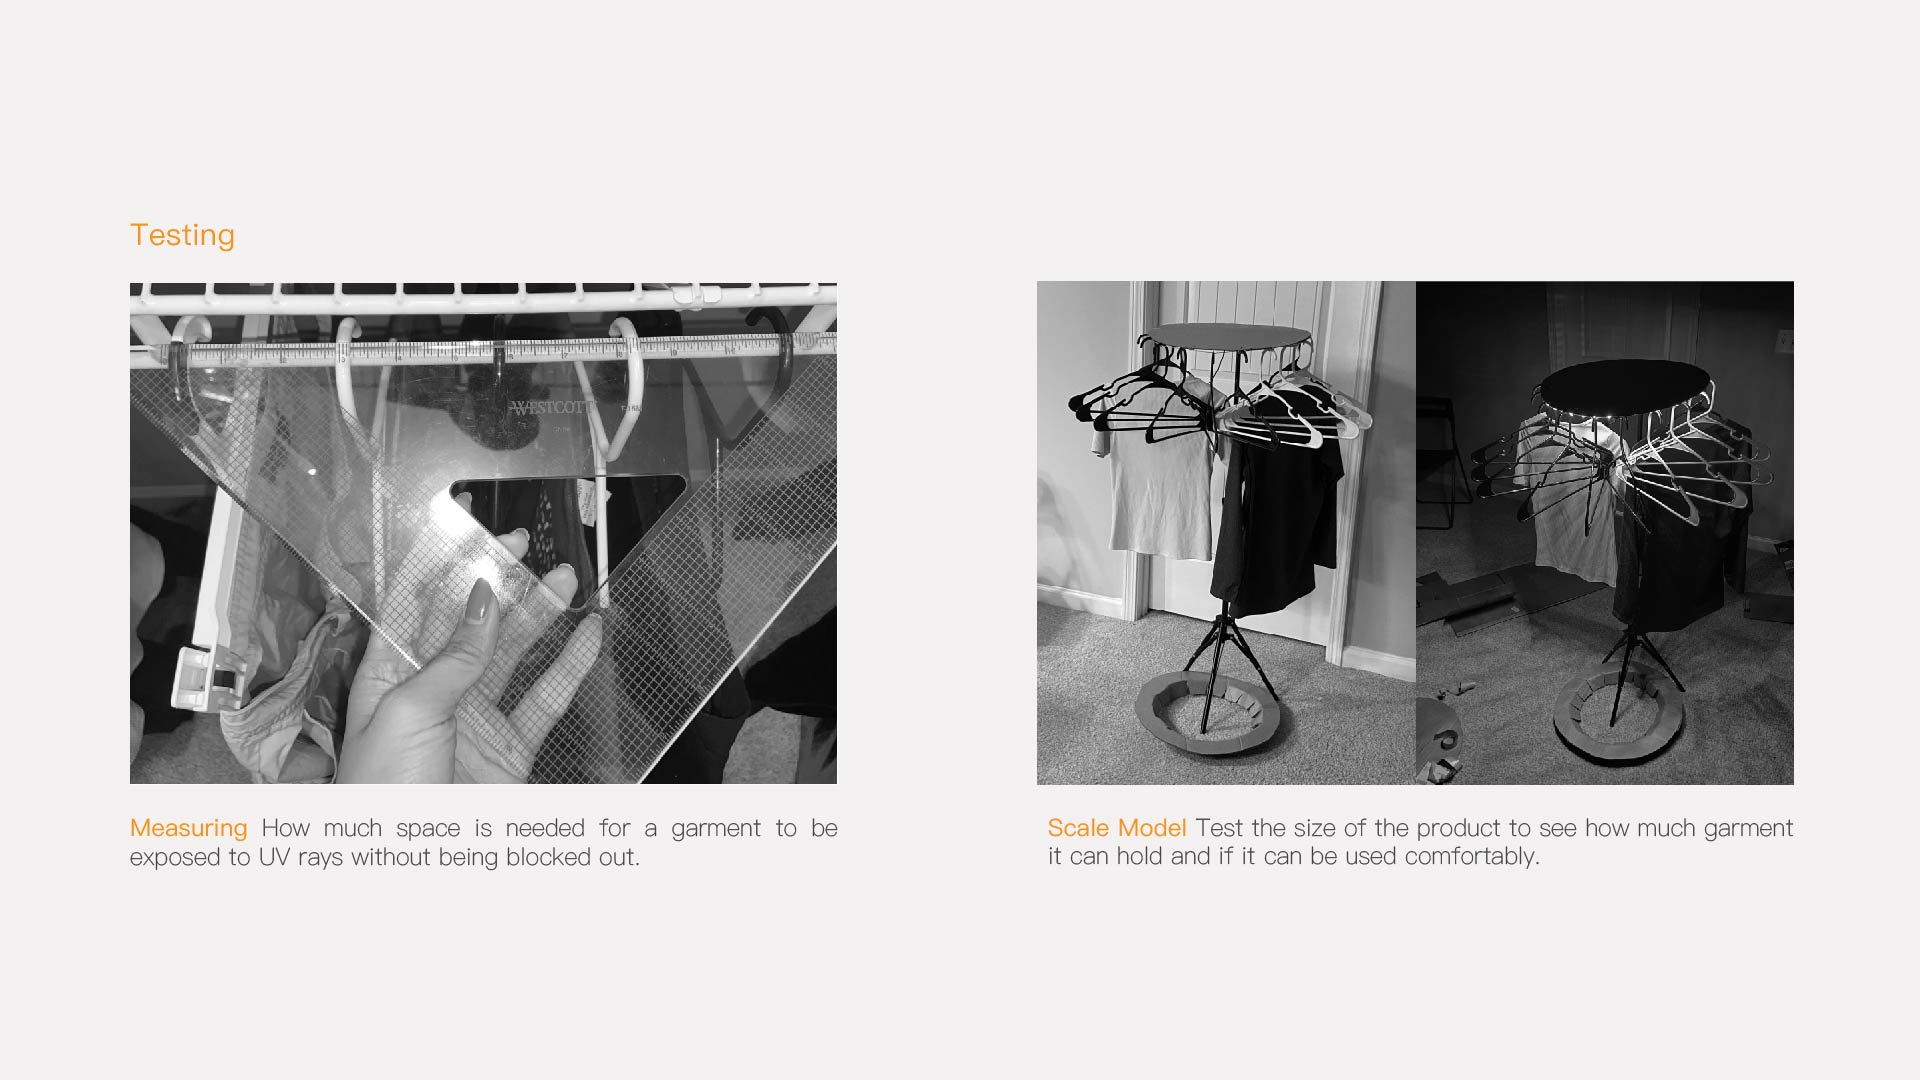 Testing
WESTCOTT
Measuring How much space is needed for a garment to be
exposed to UV rays without being blocked out.
Scale Model Test the size of the product to see how much garment
it can hold and if it can be used comfortably.